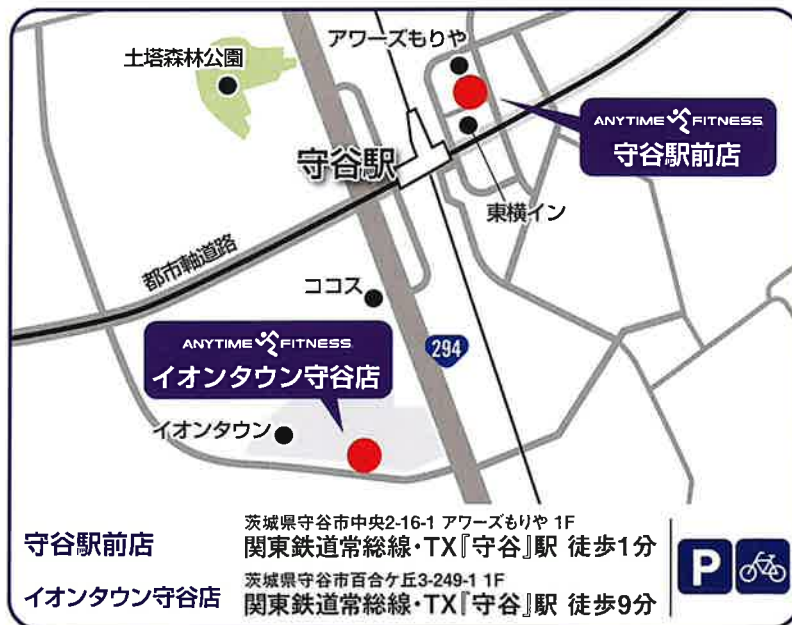 アワーズもりや
土塔森林公園
ANYTIME FITNESS
守谷駅前店
守谷駅
東横イン
都市軸道路
ココス
ANYTIME FITNESS
イオンタウン守谷店
294
イオンタウン
守谷駅前店
茨城県守谷市中央2-16-1 アワーズもりや 1F
関東鉄道常総線・TX『守谷』駅 徒歩1分
イオンタウン守谷店
茨城県守谷市百合ケ丘3-249-1 1F
関東鉄道常総線・TX『守谷』駅 徒歩9分
P